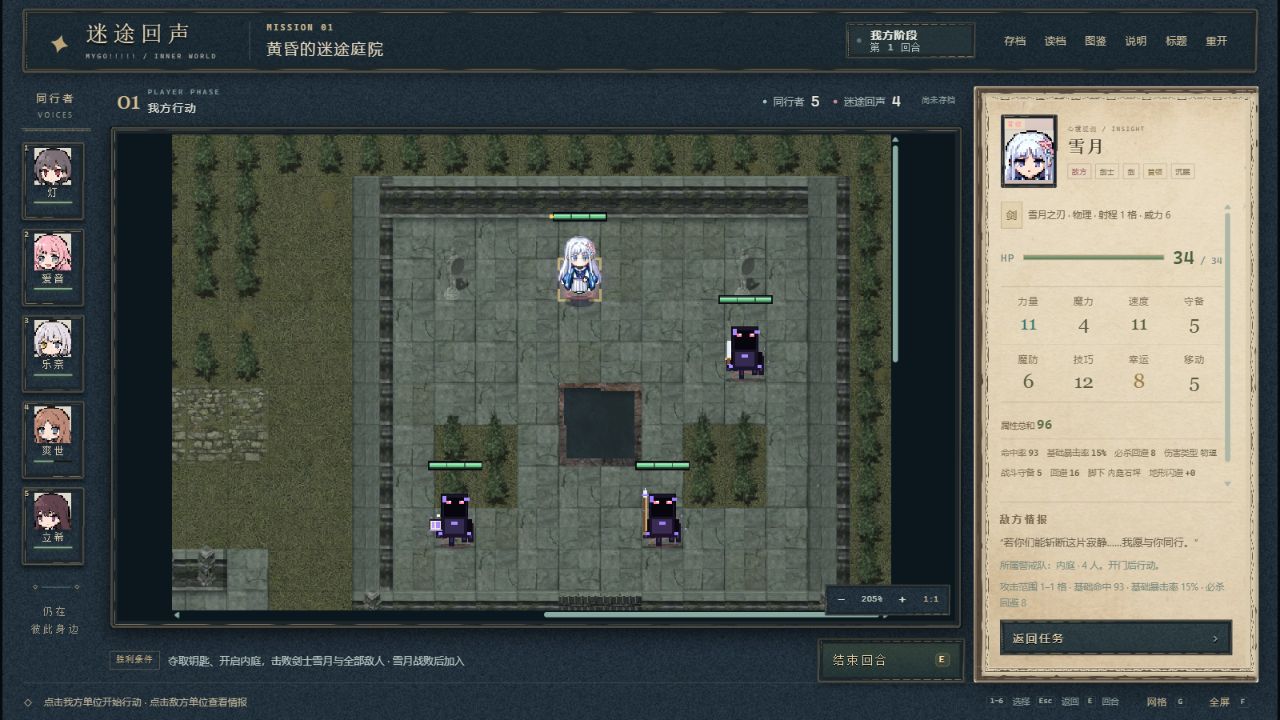 迷途回声
MYGO!!!!! / INNER WORLD
MISSION 01
黄昏的迷途庭院
我方阶段
第 1 回合
存档 读档 图鉴 说明 标题 重开
同行者
VOICES
1
灯
2
爱音
3
乐奈
4
爽世
5
立希
仍在
彼此身边
01
PLAYER PHASE
我方行动
同行者 5
迷途回声 4
尚未存档
− 205% + 1:1
胜利条件 夺取钥匙、开启内庭，击败剑士雪月与全部敌人 · 雪月战败后加入
结束回合 E
/ INSIGHT
雪月
敌方 剑士 剑 首领 沉睡
剑 雪月之刃 · 物理 · 射程 1 格 · 威力 6
HP 34 / 34
力量 魔力 速度 守备
11 4 11 5
魔防 技巧 幸运 移动
6 12 8 5
属性总和 96
命中率 93 基础暴击率 15% 必杀回避 8 伤害类型 物理
战斗守备 5 回避 16 脚下 内庭石坪 地形闪避 +0
敌方情报
“若你们能斩断这片寂静……我愿与你同行。”
所属警戒队：内庭 · 4 人。开门后行动。
攻击范围 1–1 格 · 基础命中 93 · 基础暴击率 15% · 必杀
回避 8
返回任务 ›
◇ 点击我方单位开始行动 · 点击敌方单位查看情报
1-6 选择 Esc 返回 E 回合 网格 G 全屏 F